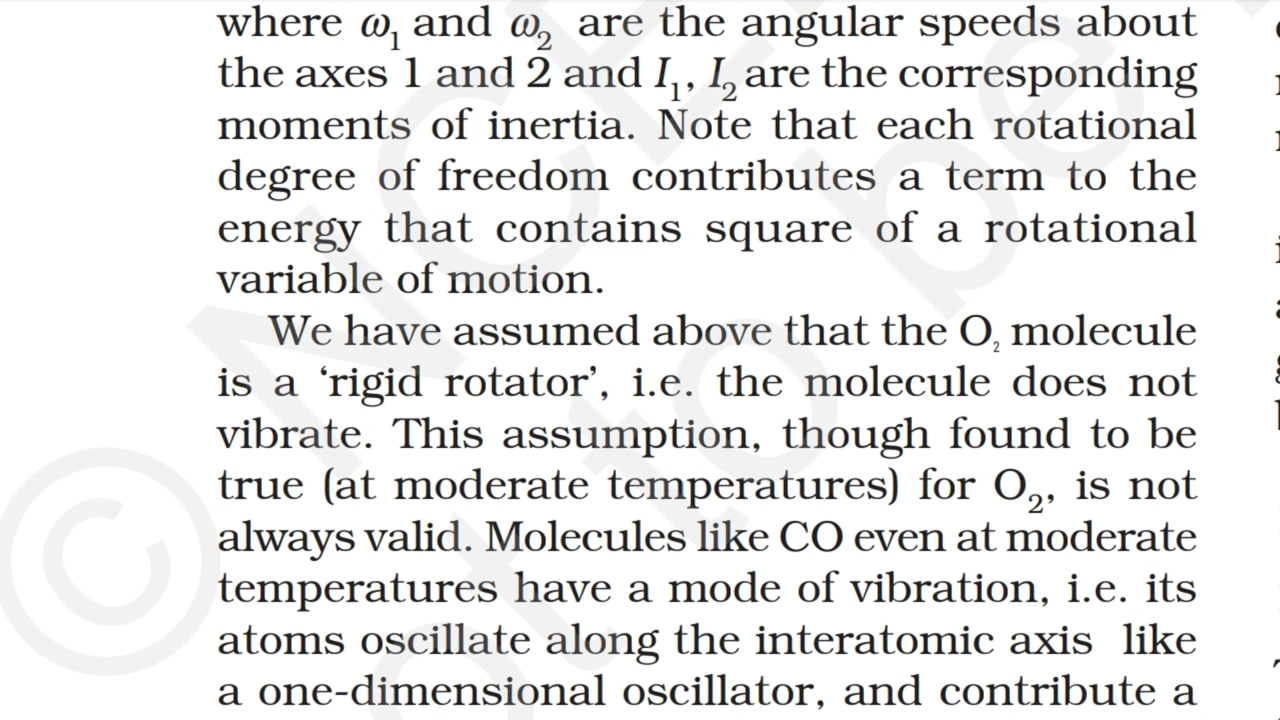 where ω₁ and ω₂ are the angular speeds about
the axes 1 and 2 and I₁, I₂ are the corresponding
moments of inertia. Note that each rotational
degree of freedom contributes a term to the
energy that contains square of a rotational
variable of motion.
We have assumed above that the O₂ molecule
is a ‘rigid rotator’, i.e. the molecule does not
vibrate. This assumption, though found to be
true (at moderate temperatures) for O₂, is not
always valid. Molecules like CO even at moderate
temperatures have a mode of vibration, i.e. its
atoms oscillate along the interatomic axis like
a one-dimensional oscillator, and contribute a